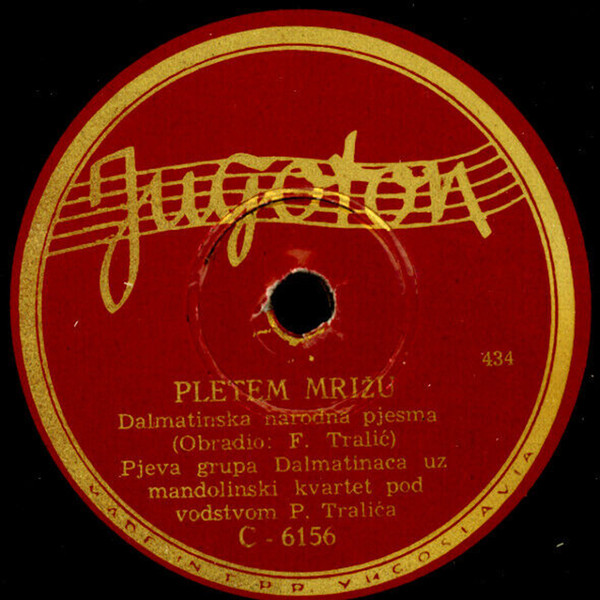 Jugoton
434
PLETEM MRIŽU
Dalmatinska narodna pjesma
(Obradio: F. Tralić)
Pjeva grupa Dalmatinaca uz
mandolinski kvartet pod
vodstvom P. Tralića
C - 6156
MADE IN F.P.R. YUGOSLAVIA